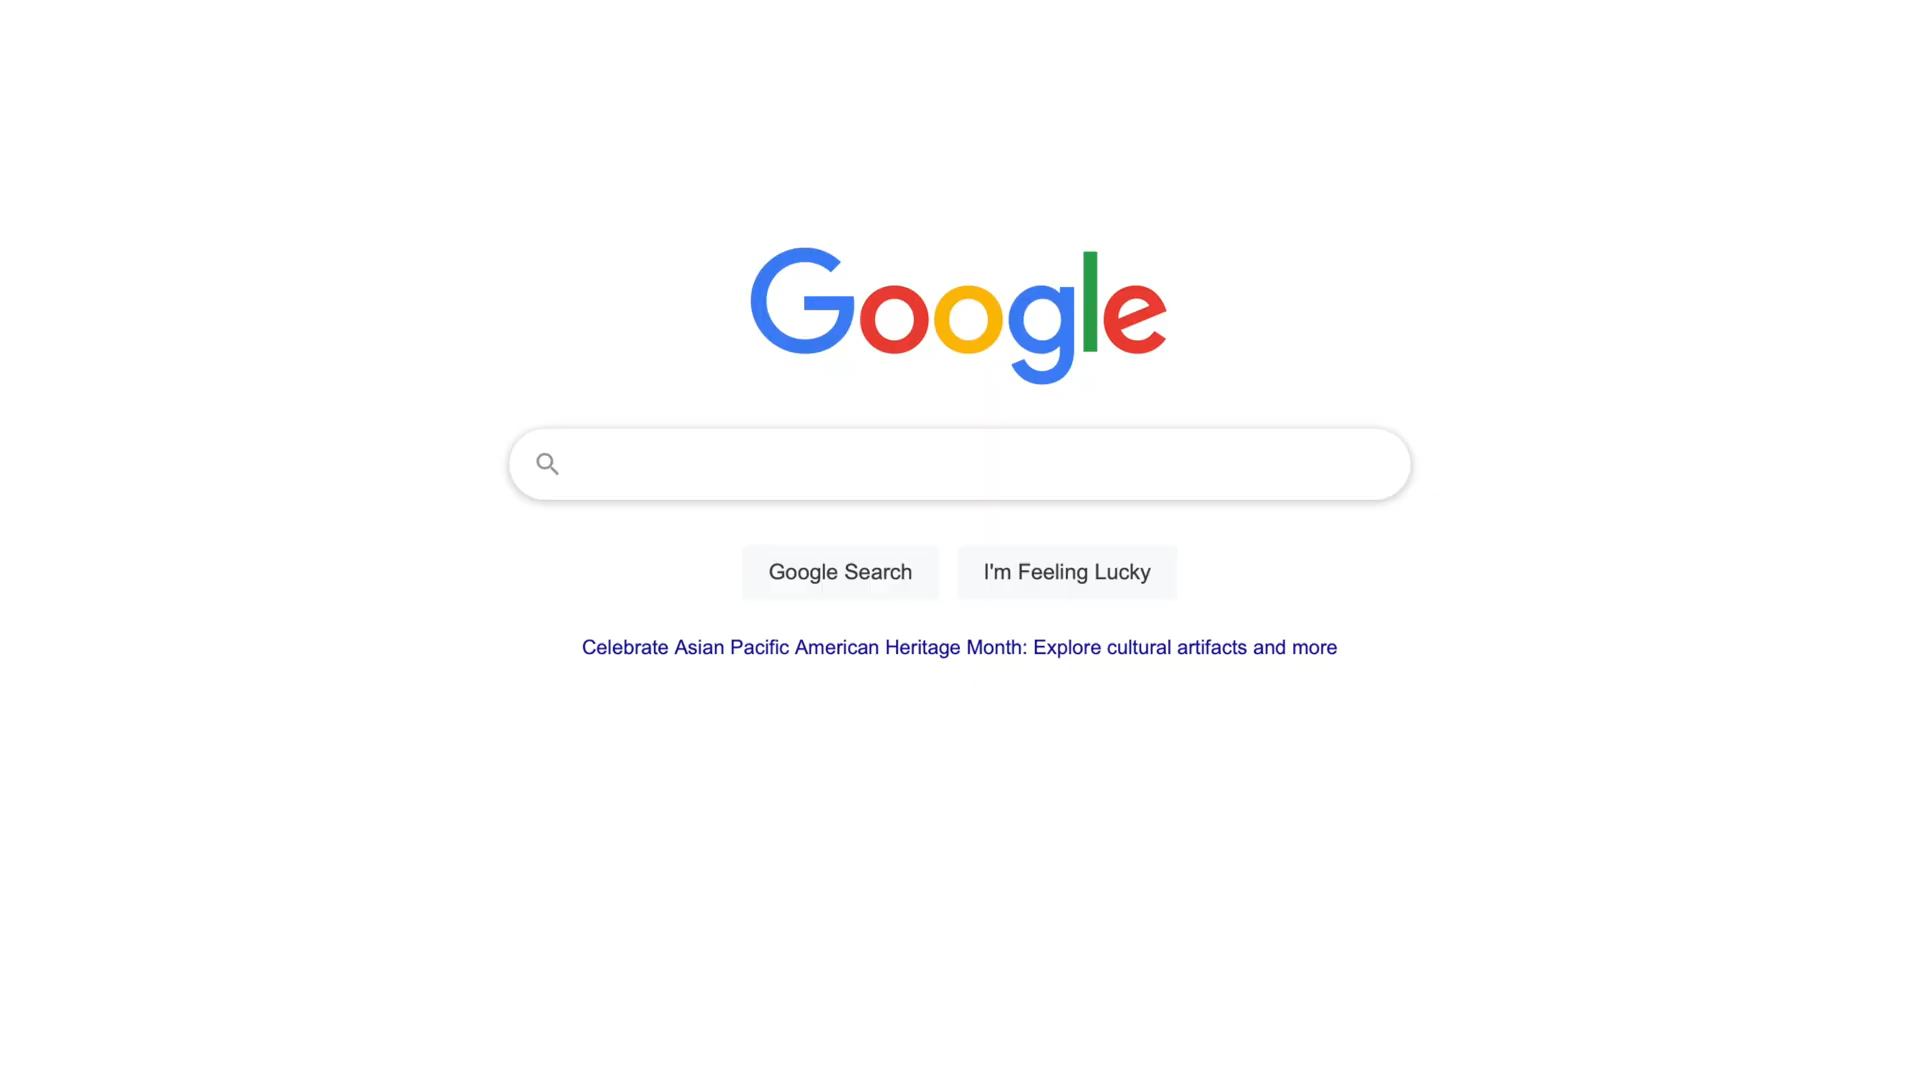 Google
Google Search
I'm Feeling Lucky
Celebrate Asian Pacific American Heritage Month: Explore cultural artifacts and more